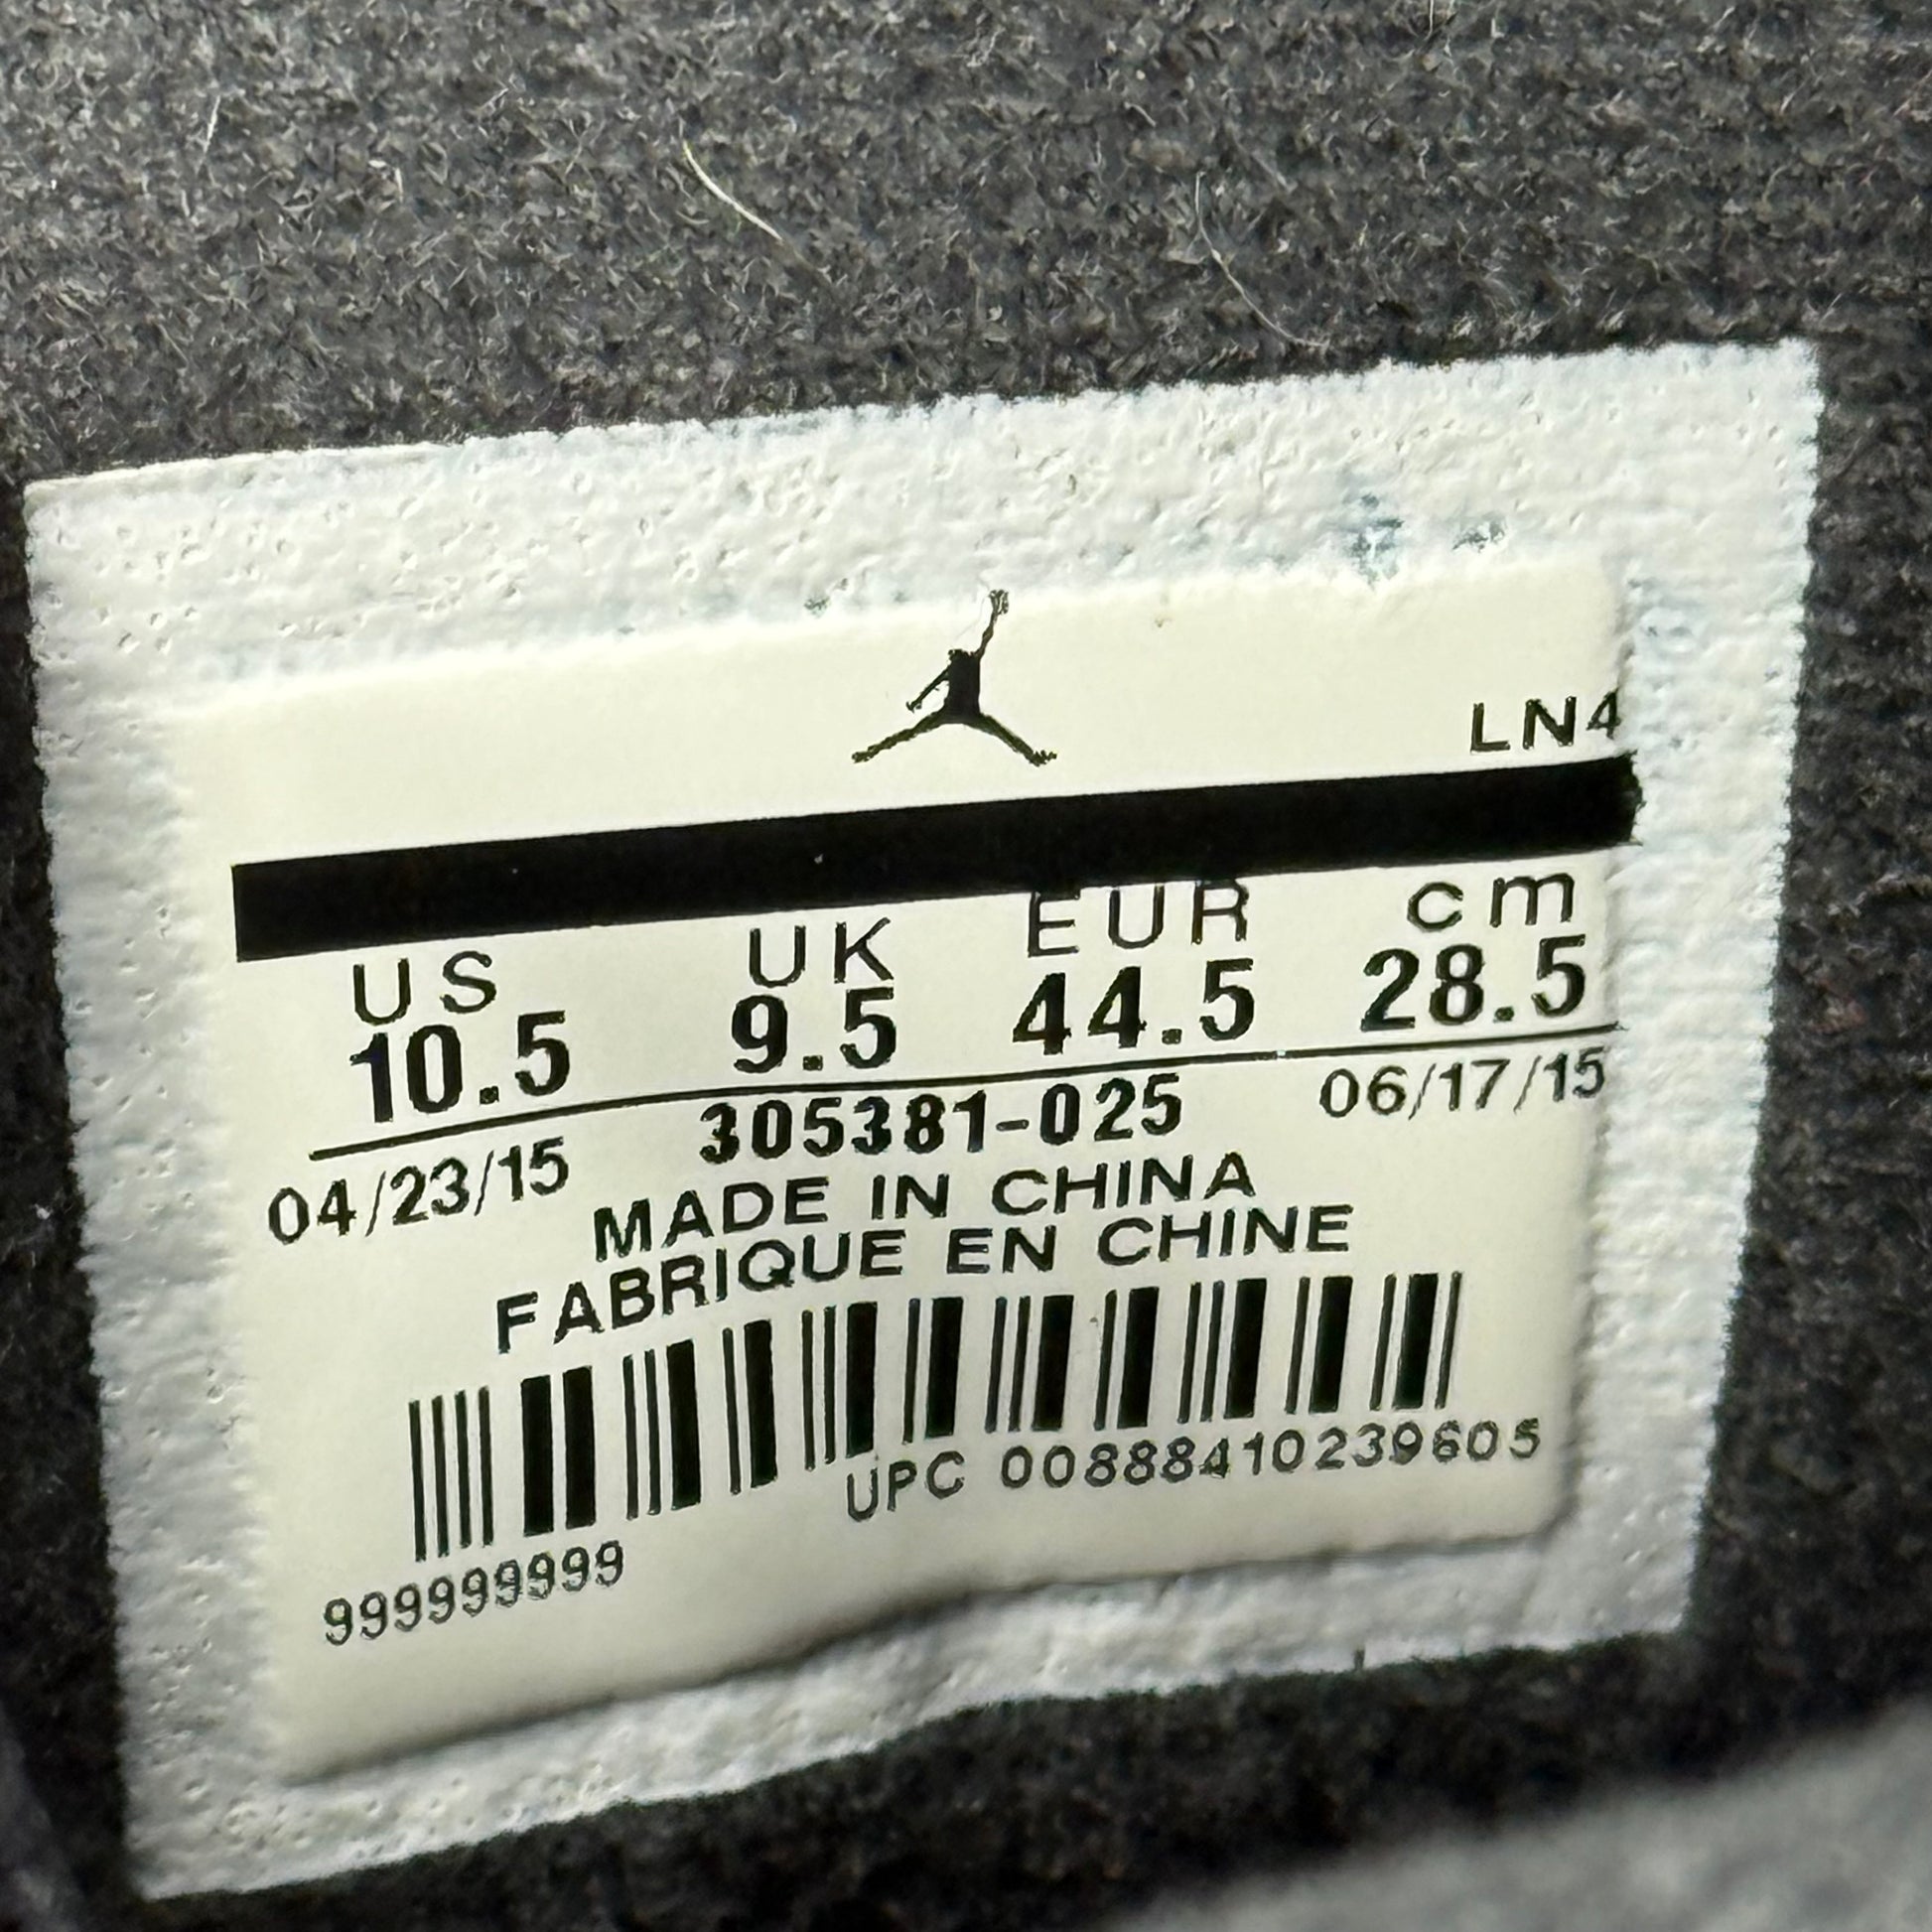 LN4
US UK EUR cm
10.5 9.5 44.5 28.5
04/23/15 305381-025 06/17/15
MADE IN CHINA
FABRIQUE EN CHINE
UPC 00888410239605
999999999